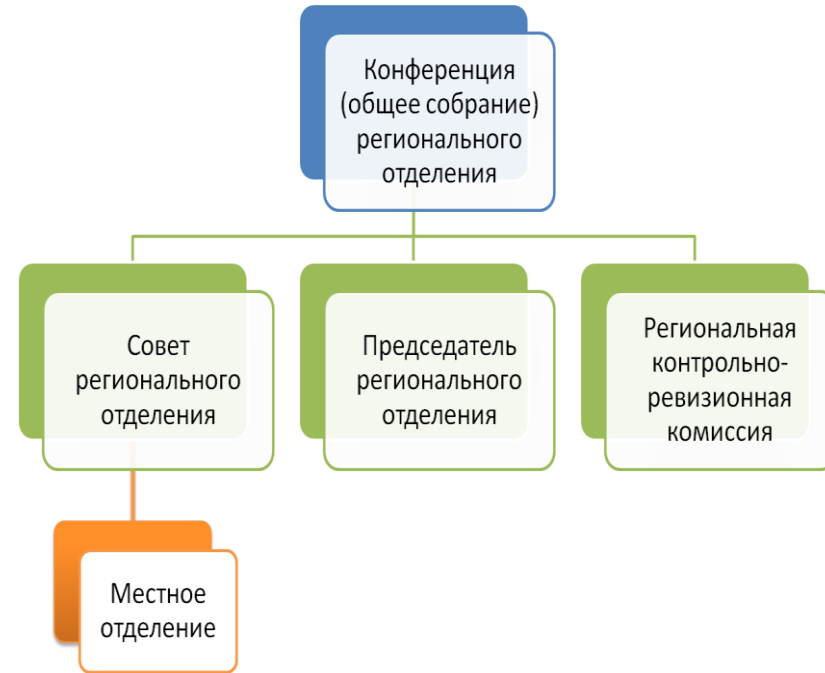 Конференция
(общее собрание)
регионального
отделения
Совет
регионального
отделения
Председатель
регионального
отделения
Региональная
контрольно-
ревизионная
комиссия
Местное
отделение